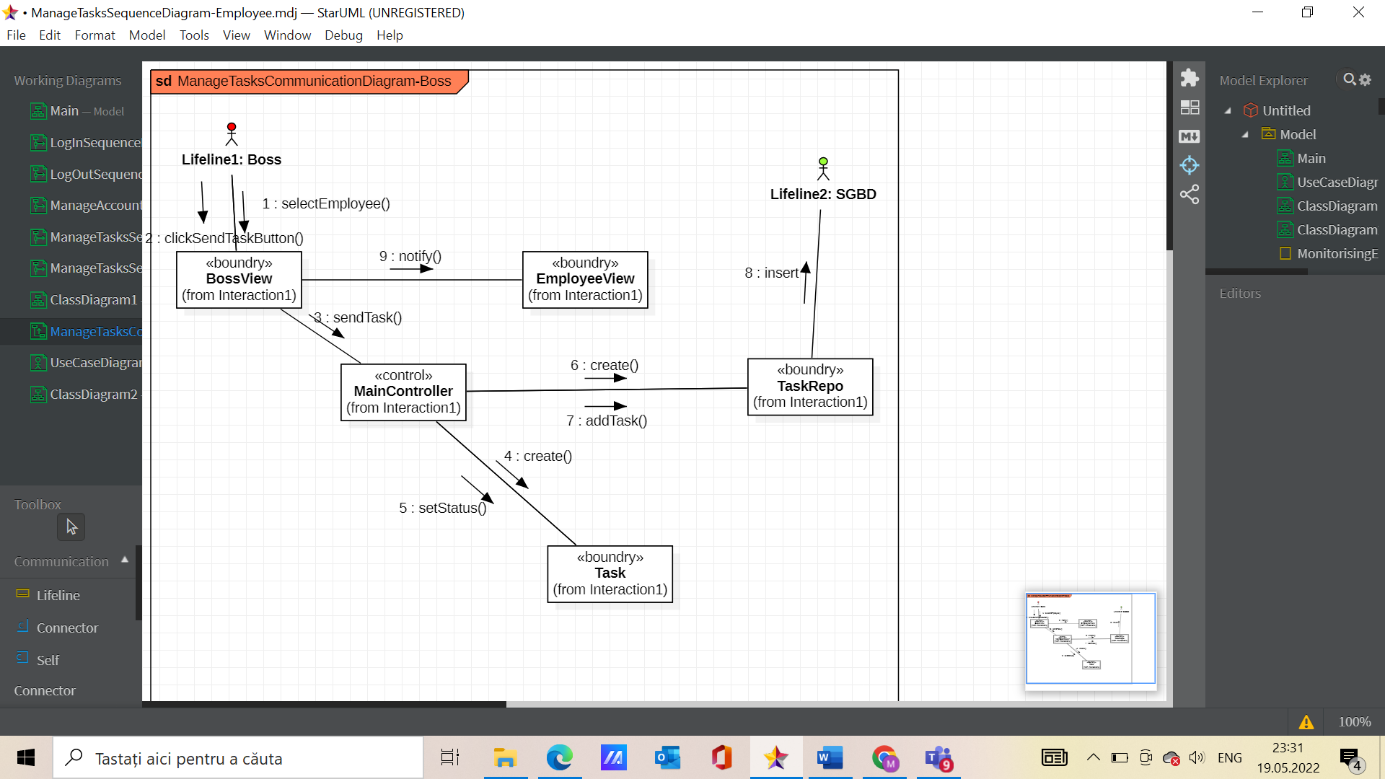 • ManageTasksSequenceDiagram-Employee.mdj — StarUML (UNREGISTERED)
File Edit Format Model Tools View Window Debug Help
Working Diagrams
Main — Model
LogInSequence
LogOutSequenc
ManageAccount
ManageTasksSe
ManageTasksSe
ClassDiagram1
ManageTasksCo
UseCaseDiagrar
ClassDiagram2
Toolbox
Communication
Lifeline
Connector
Self
Connector
sd ManageTasksCommunicationDiagram-Boss
Lifeline1: Boss
1 : selectEmployee()
2 : clickSendTaskButton()
«boundry»
BossView
(from Interaction1)
9 : notify()
«boundry»
EmployeeView
(from Interaction1)
Lifeline2: SGBD
8 : insert
3 : sendTask()
«control»
MainController
(from Interaction1)
6 : create()
7 : addTask()
«boundry»
TaskRepo
(from Interaction1)
4 : create()
5 : setStatus()
«boundry»
Task
(from Interaction1)
Model Explorer
Untitled
Model
Main
UseCaseDiagr
ClassDiagram
ClassDiagram
MonitorisingE
Editors
100%
Tastați aici pentru a căuta
9
ENG
23:31
19.05.2022
4